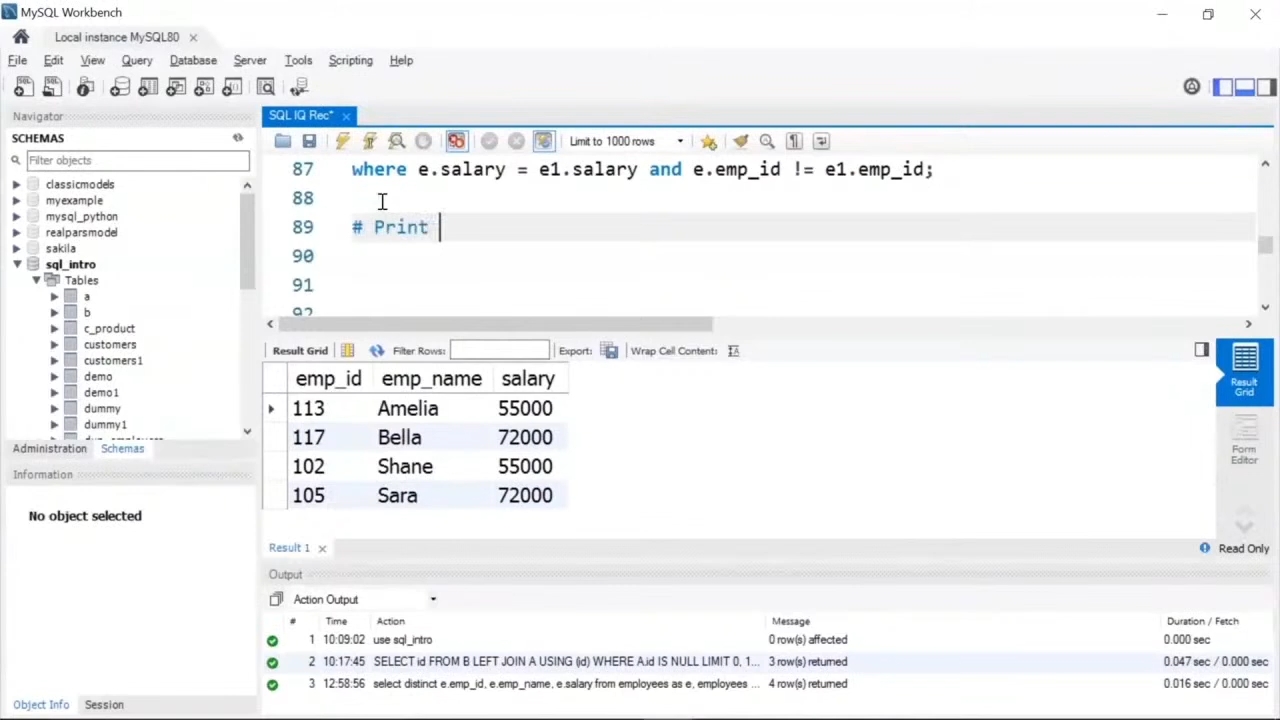 MySQL Workbench
Local instance MySQL80
File Edit View Query Database Server Tools Scripting Help
Navigator
SCHEMAS
Filter objects
classicmodels
myexample
mysql_python
realparsmodel
sakila
sql_intro
Tables
a
b
c_product
customers
customers1
demo
demo1
dummy
dummy1
Administration Schemas
Information
No object selected
Object Info Session
SQL IQ Rec*
Limit to 1000 rows
87 where e.salary = e1.salary and e.emp_id != e1.emp_id;
88
89 # Print
90
91
92
Result Grid Filter Rows: Export: Wrap Cell Content:
emp_id emp_name salary
113 Amelia 55000
117 Bella 72000
102 Shane 55000
105 Sara 72000
Result Grid
Form Editor
Result 1
Read Only
Output
Action Output
# Time Action Message Duration / Fetch
1 10:09:02 use sql_intro 0 row(s) affected 0.000 sec
2 10:17:45 SELECT id FROM B LEFT JOIN A USING (id) WHERE A.id IS NULL LIMIT 0, 1... 3 row(s) returned 0.047 sec / 0.000 sec
3 12:58:56 select distinct e.emp_id, e.emp_name, e.salary from employees as e, employees ... 4 row(s) returned 0.016 sec / 0.000 sec